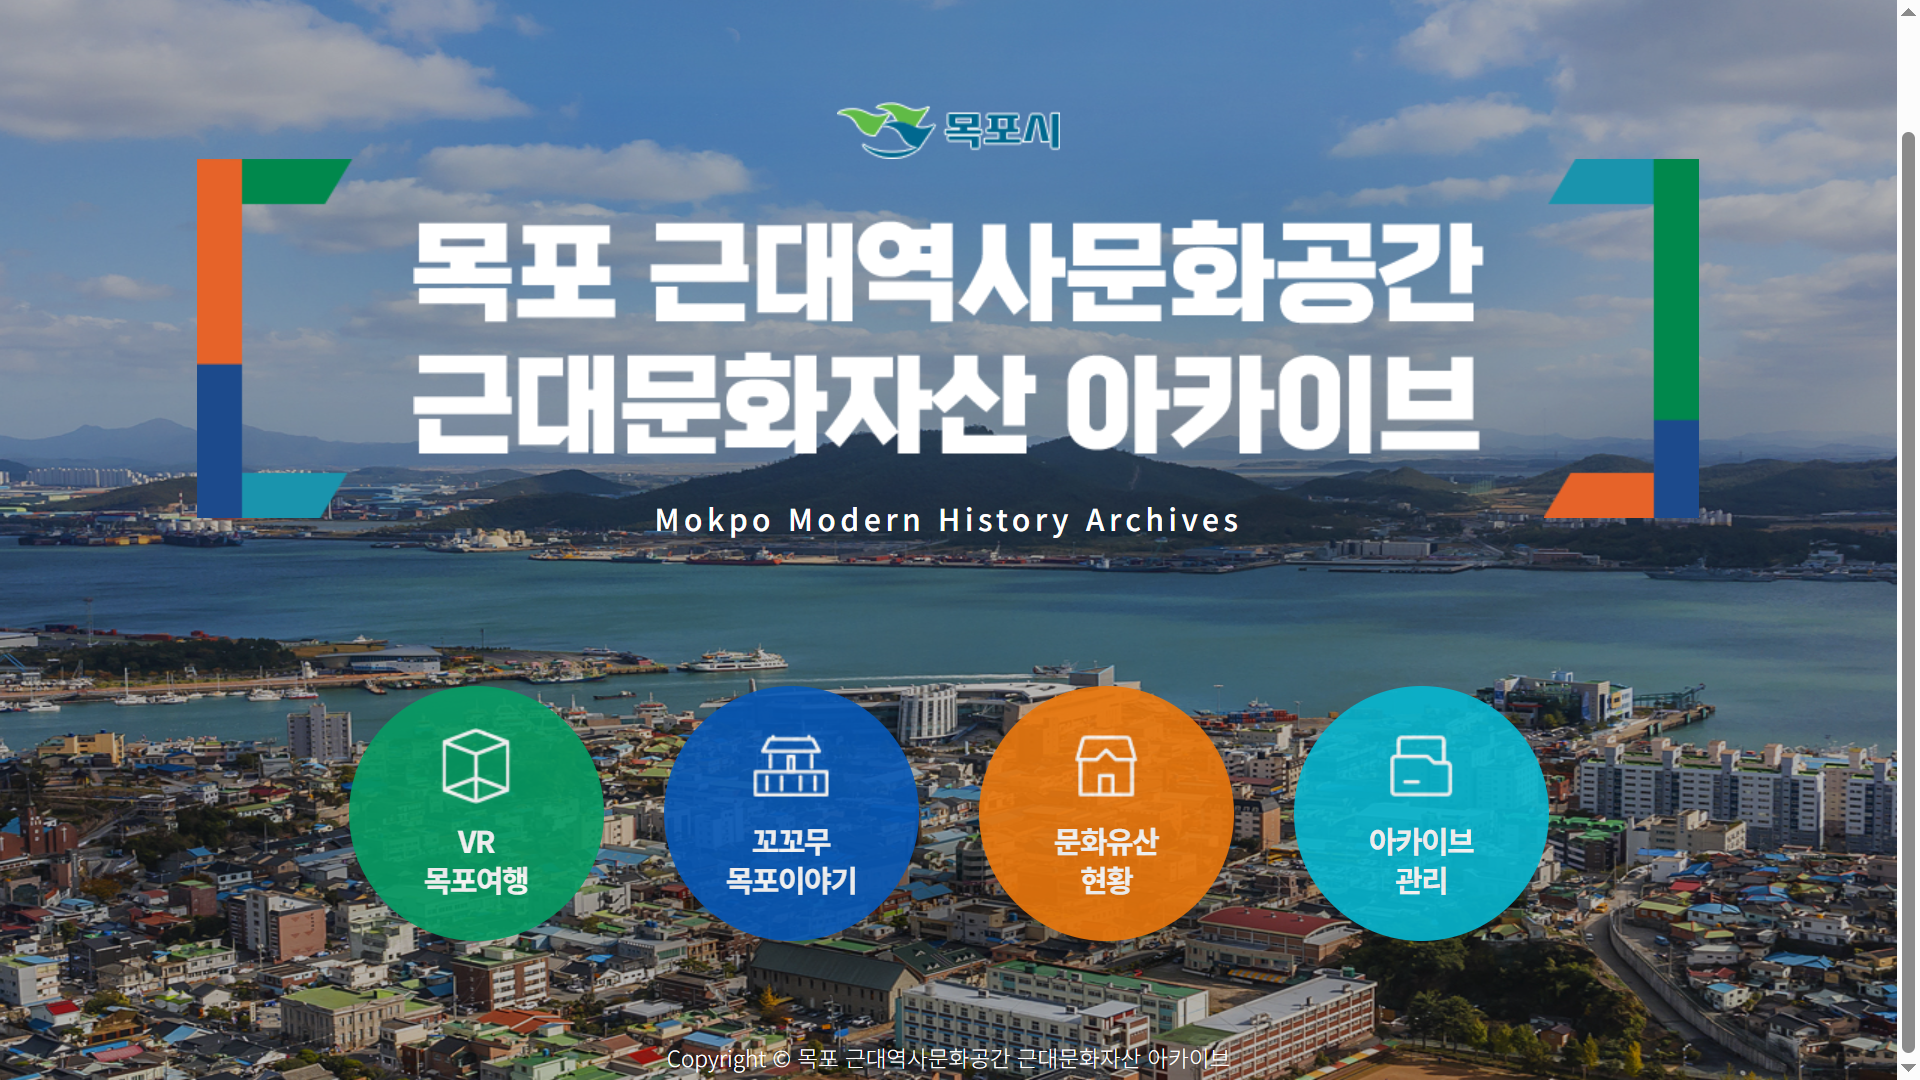 목포시
목포 근대역사문화공간
근대문화자산 아카이브
Mokpo Modern History Archives
VR
목포여행
꼬꼬무
목포이야기
문화유산
현황
아카이브
관리
Copyright © 목포 근대역사문화공간 근대문화자산 아카이브